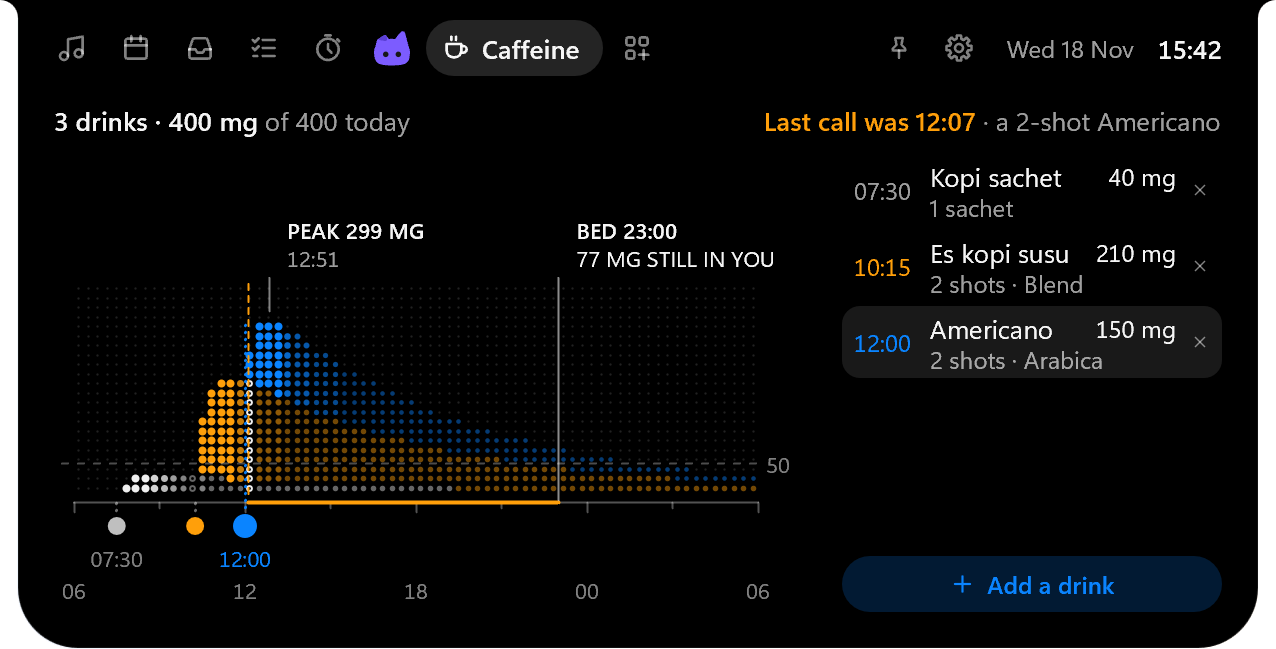 Caffeine
Wed 18 Nov 15:42
3 drinks · 400 mg of 400 today
Last call was 12:07 · a 2-shot Americano
PEAK 299 MG
12:51
BED 23:00
77 MG STILL IN YOU
50
07:30
12:00
06
12
18
00
06
07:30 Kopi sachet 40 mg ×
1 sachet
10:15 Es kopi susu 210 mg ×
2 shots · Blend
12:00 Americano 150 mg ×
2 shots · Arabica
+ Add a drink